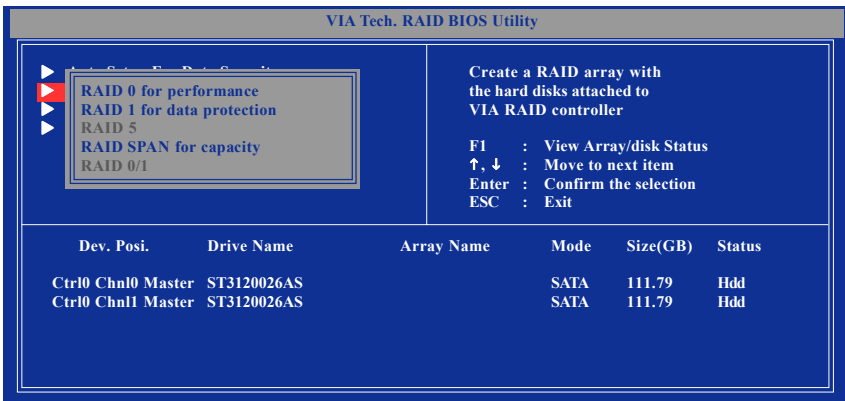 VIA Tech. RAID BIOS Utility
RAID 0 for performance
RAID 1 for data protection
RAID 5
RAID SPAN for capacity
RAID 0/1
Create a RAID array with
the hard disks attached to
VIA RAID controller
F1 : View Array/disk Status
↑, ↓ : Move to next item
Enter : Confirm the selection
ESC : Exit
Dev. Posi. Drive Name Array Name Mode Size(GB) Status
Ctrl0 Chnl0 Master ST3120026AS SATA 111.79 Hdd
Ctrl0 Chnl1 Master ST3120026AS SATA 111.79 Hdd